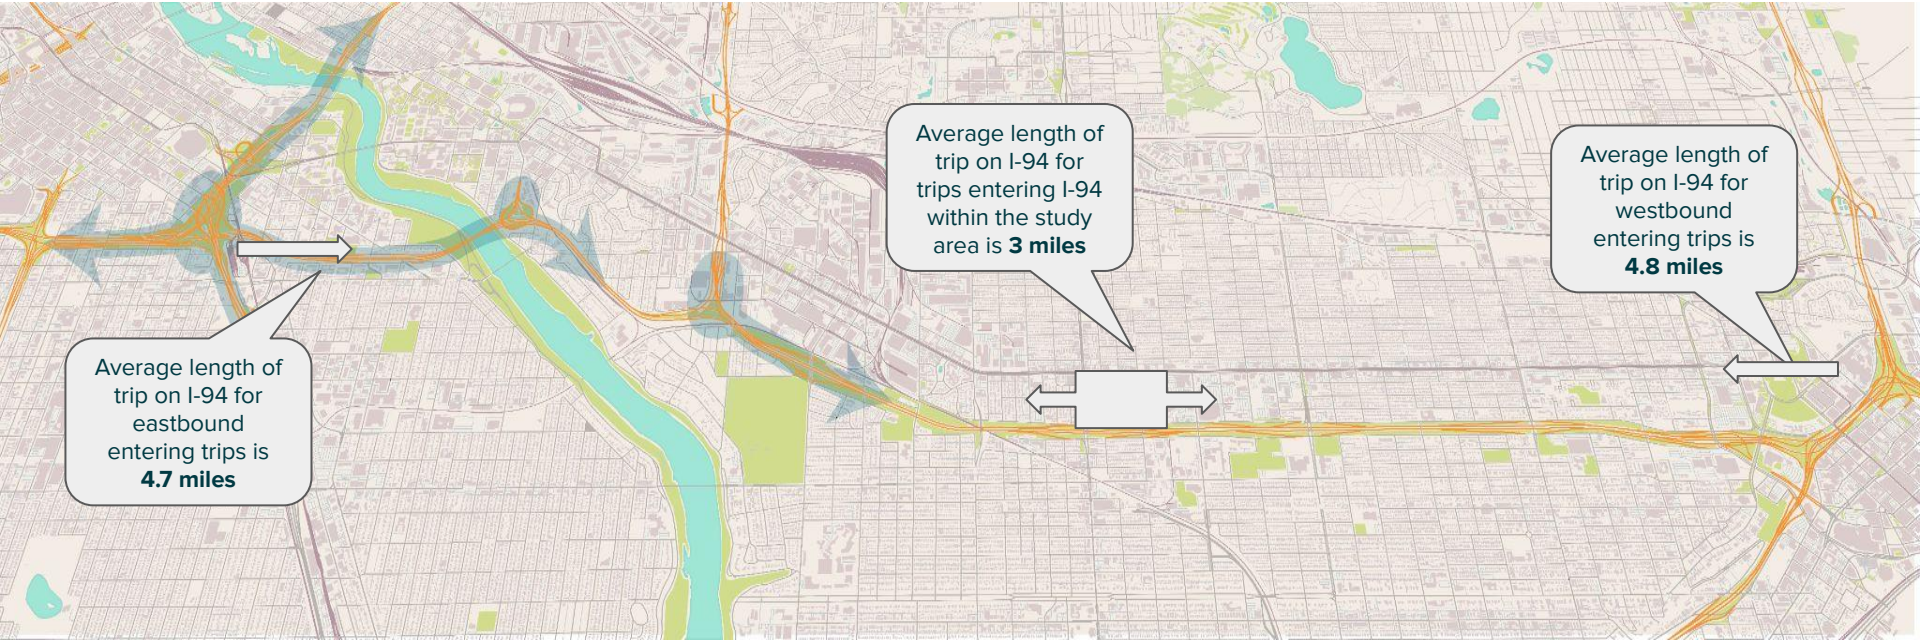 Average length of
trip on I-94 for
eastbound
entering trips is
4.7 miles
Average length of
trip on I-94 for
trips entering I-94
within the study
area is 3 miles
Average length of
trip on I-94 for
westbound
entering trips is
4.8 miles